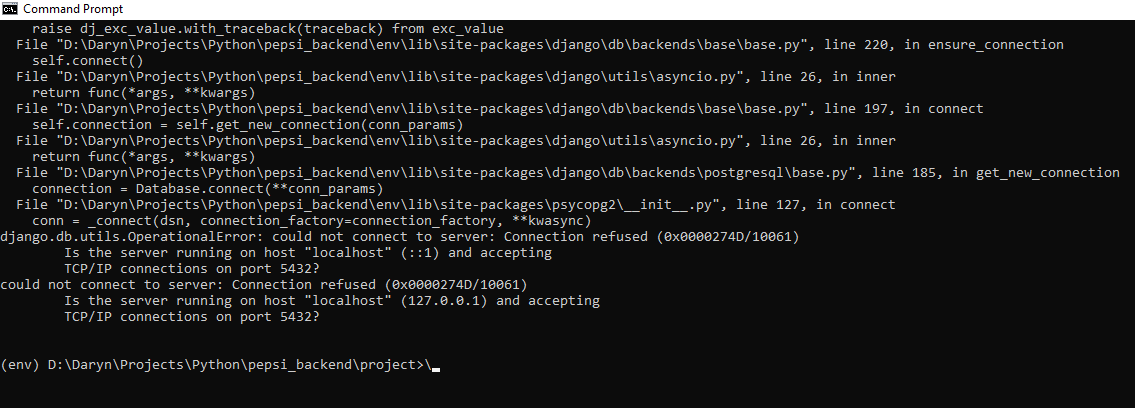 Command Prompt
raise dj_exc_value.with_traceback(traceback) from exc_value
File "D:\Daryn\Projects\Python\pepsi_backend\env\lib\site-packages\django\db\backends\base\base.py", line 220, in ensure_connection
self.connect()
File "D:\Daryn\Projects\Python\pepsi_backend\env\lib\site-packages\django\utils\asyncio.py", line 26, in inner
return func(*args, **kwargs)
File "D:\Daryn\Projects\Python\pepsi_backend\env\lib\site-packages\django\db\backends\base\base.py", line 197, in connect
self.connection = self.get_new_connection(conn_params)
File "D:\Daryn\Projects\Python\pepsi_backend\env\lib\site-packages\django\utils\asyncio.py", line 26, in inner
return func(*args, **kwargs)
File "D:\Daryn\Projects\Python\pepsi_backend\env\lib\site-packages\django\db\backends\postgresql\base.py", line 185, in get_new_connection
connection = Database.connect(**conn_params)
File "D:\Daryn\Projects\Python\pepsi_backend\env\lib\site-packages\psycopg2\__init__.py", line 127, in connect
conn = _connect(dsn, connection_factory=connection_factory, **kwasync)
django.db.utils.OperationalError: could not connect to server: Connection refused (0x0000274D/10061)
Is the server running on host "localhost" (::1) and accepting
TCP/IP connections on port 5432?
could not connect to server: Connection refused (0x0000274D/10061)
Is the server running on host "localhost" (127.0.0.1) and accepting
TCP/IP connections on port 5432?
(env) D:\Daryn\Projects\Python\pepsi_backend\project>\